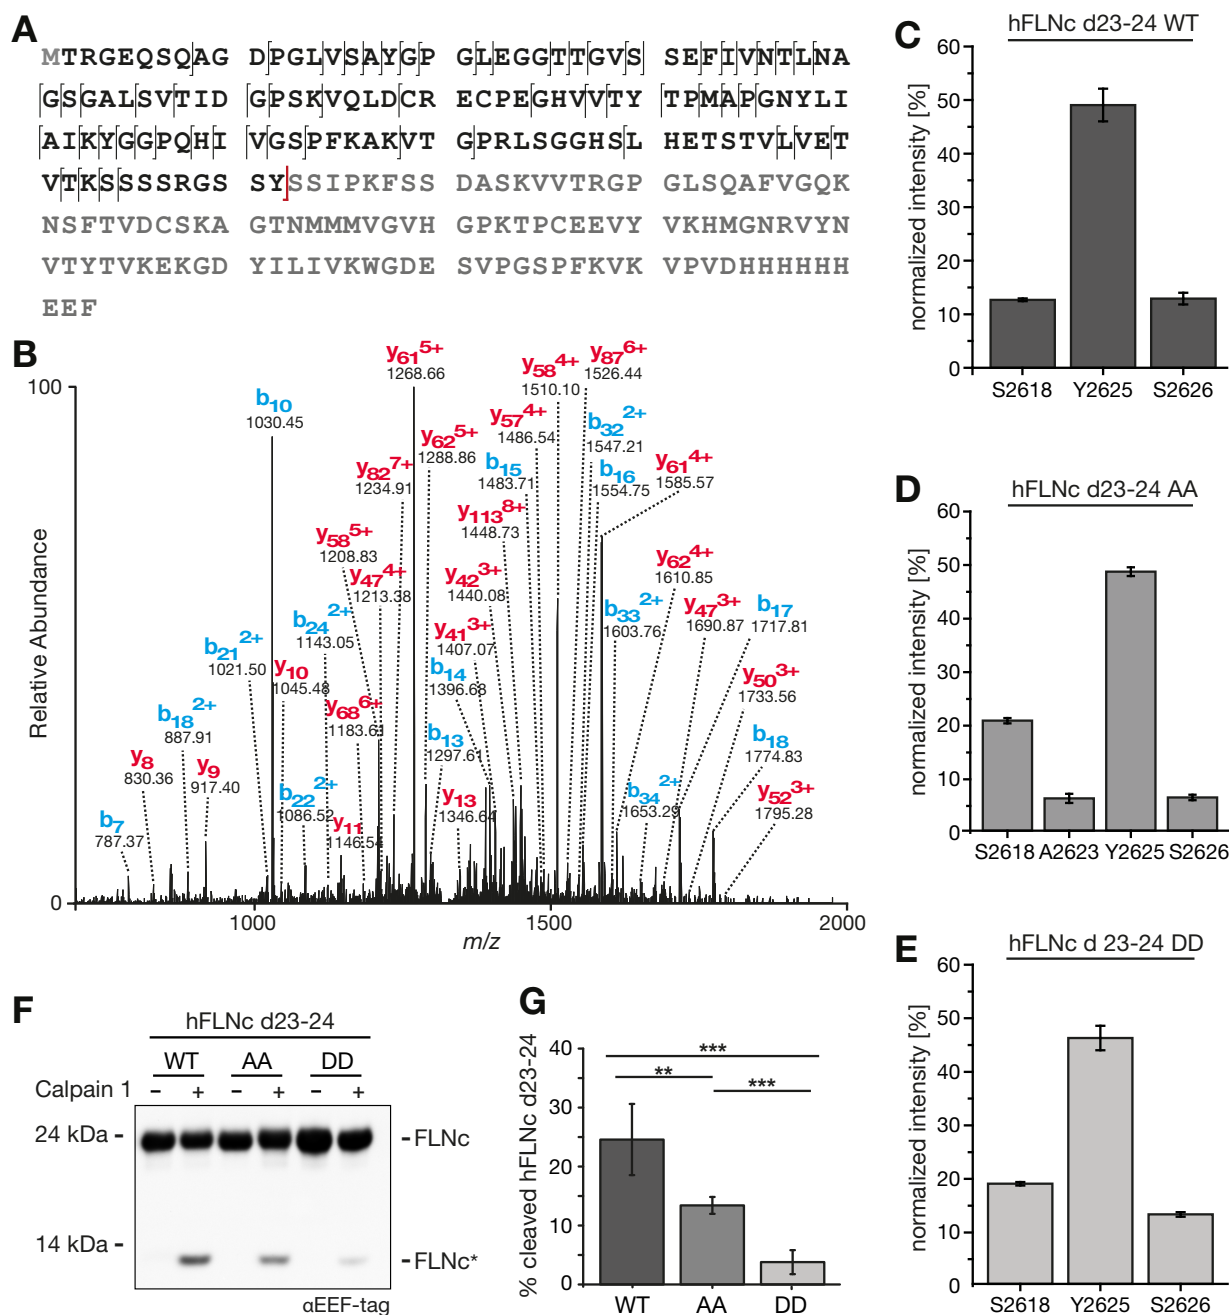 A
MTRGEQSQAG DPGLVSAYGP GLEGGTTGVS SEFIVNTLNA
GSGALSVTID GPSKVQLDCR ECPEGHVVTY TPMAPGNYLI
AIKYGGPQHI VGSPFKAKVT GPRLSGGHSL HETSTVLVET
VTKSSSSRGS SYSSIPKFSS DASKVVTRGP GLSQAFVGQK
NSFTVDCSKA GTNMMMVGVH GPKTPCEEVY VKHMGNRVYN
VTYTVKEKGD YILIVKWGDE SVPGSPFKVK VPVDHHHHHH
EEF
B
Relative Abundance
100
0
b7
787.37
y8
830.36
b18 2+
887.91
y9
917.40
b21 2+
1021.50
b10
1030.45
y10
1045.48
b22 2+
1086.52
b24 2+
1143.05
y11
1146.54
y68 6+
1183.61
y58 5+
1208.83
y47 4+
1213.38
y82 7+
1234.91
y61 5+
1268.66
y62 5+
1288.86
b13
1297.61
y13
1346.64
b14
1396.68
y41 3+
1407.07
y42 3+
1440.08
y113 8+
1448.73
b15
1483.71
y57 4+
1486.54
y58 4+
1510.10
y87 6+
1526.44
b32 2+
1547.21
b16
1554.75
y61 4+
1585.57
b33 2+
1603.76
y62 4+
1610.85
b34 2+
1653.29
y47 3+
1690.87
b17
1717.81
y50 3+
1733.56
b18
1774.83
y52 3+
1795.28
1000 1500 2000
m/z
C
hFLNc d23-24 WT
normalized intensity [%]
60
50
40
30
20
10
0
S2618 Y2625 S2626
D
hFLNc d23-24 AA
normalized intensity [%]
60
50
40
30
20
10
0
S2618 A2623 Y2625 S2626
E
hFLNc d 23-24 DD
normalized intensity [%]
60
50
40
30
20
10
0
S2618 Y2625 S2626
F
hFLNc d23-24
WT AA DD
Calpain 1 – + – + – +
24 kDa -
-FLNc
14 kDa -
-FLNc*
αEEF-tag
G
% cleaved hFLNc d23-24
40
30
20
10
0
***
** ***
WT AA DD